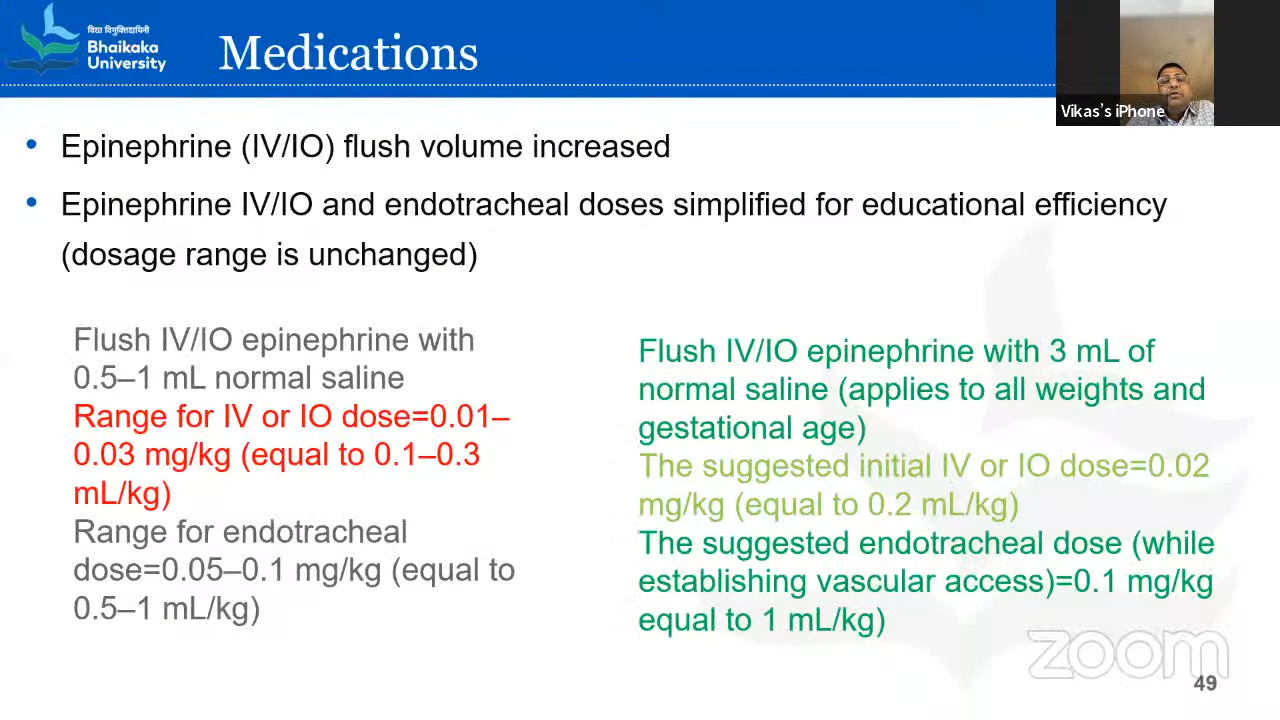 विद्या विमुक्तिदायिनी
Bhaikaka
University
Medications
Vikas's iPhone
• Epinephrine (IV/IO) flush volume increased
• Epinephrine IV/IO and endotracheal doses simplified for educational efficiency
(dosage range is unchanged)
Flush IV/IO epinephrine with
0.5–1 mL normal saline
Range for IV or IO dose=0.01–
0.03 mg/kg (equal to 0.1–0.3
mL/kg)
Range for endotracheal
dose=0.05–0.1 mg/kg (equal to
0.5–1 mL/kg)
Flush IV/IO epinephrine with 3 mL of
normal saline (applies to all weights and
gestational age)
The suggested initial IV or IO dose=0.02
mg/kg (equal to 0.2 mL/kg)
The suggested endotracheal dose (while
establishing vascular access)=0.1 mg/kg
equal to 1 mL/kg)
zoom
49